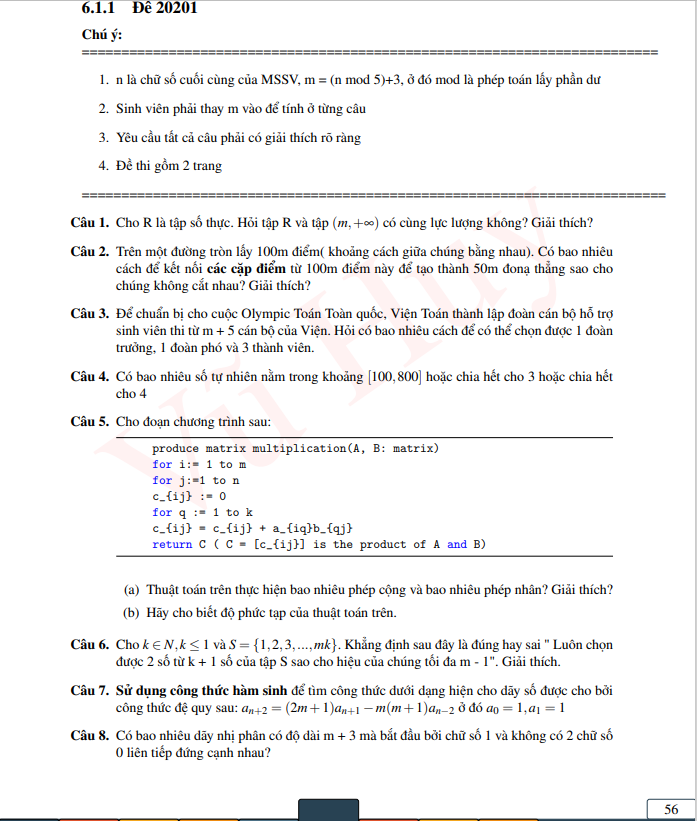 6.1.1 Đề 20201
Chú ý:
==========================================================================
1. n là chữ số cuối cùng của MSSV, m = (n mod 5)+3, ở đó mod là phép toán lấy phần dư
2. Sinh viên phải thay m vào để tính ở từng câu
3. Yêu cầu tất cả câu phải có giải thích rõ ràng
4. Đề thi gồm 2 trang
===========================================================================
Câu 1. Cho R là tập số thực. Hỏi tập R và tập (m, +∞) có cùng lực lượng không? Giải thích?
Câu 2. Trên một đường tròn lấy 100m điểm( khoảng cách giữa chúng bằng nhau). Có bao nhiêu
cách để kết nối các cặp điểm từ 100m điểm này để tạo thành 50m đonạ thẳng sao cho
chúng không cắt nhau? Giải thích?
Câu 3. Để chuẩn bị cho cuộc Olympic Toán Toàn quốc, Viện Toán thành lập đoàn cán bộ hỗ trợ
sinh viên thi từ m + 5 cán bộ của Viện. Hỏi có bao nhiêu cách để có thể chọn được 1 đoàn
trưởng, 1 đoàn phó và 3 thành viên.
Câu 4. Có bao nhiêu số tự nhiên nằm trong khoảng [100,800] hoặc chia hết cho 3 hoặc chia hết
cho 4
Câu 5. Cho đoạn chương trình sau:
produce matrix multiplication(A, B: matrix)
for i:= 1 to m
for j:=1 to n
c_{ij} := 0
for q := 1 to k
c_{ij} = c_{ij} + a_{iq}b_{qj}
return C ( C = [c_{ij}] is the product of A and B)
(a) Thuật toán trên thực hiện bao nhiêu phép cộng và bao nhiêu phép nhân? Giải thích?
(b) Hãy cho biết độ phức tạp của thuật toán trên.
Câu 6. Cho k ∈ N, k ≤ 1 và S = {1,2,3,...,mk}. Khẳng định sau đây là đúng hay sai " Luôn chọn
được 2 số từ k + 1 số của tập S sao cho hiệu của chúng tối đa m - 1". Giải thích.
Câu 7. Sử dụng công thức hàm sinh để tìm công thức dưới dạng hiện cho dãy số được cho bởi
công thức đệ quy sau: aₙ₊₂ = (2m+1)aₙ₊₁ − m(m+1)aₙ₋₂ ở đó a₀ = 1, a₁ = 1
Câu 8. Có bao nhiêu dãy nhị phân có độ dài m + 3 mà bắt đầu bởi chữ số 1 và không có 2 chữ số
0 liên tiếp đứng cạnh nhau?
Vũ Huy
56